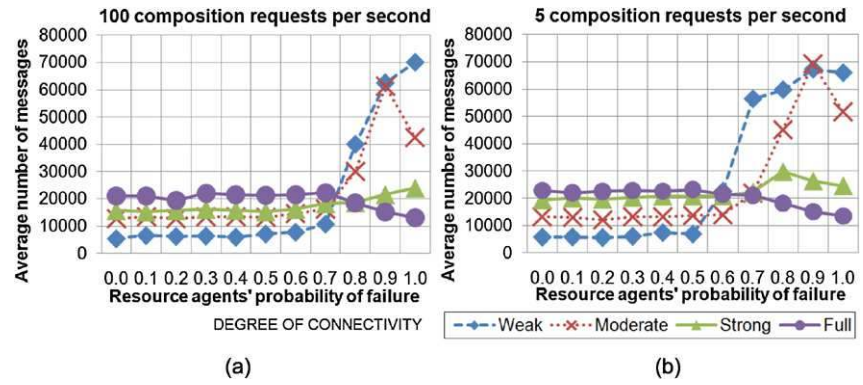 100 composition requests per second
Average number of messages
80000
70000
60000
50000
40000
30000
20000
10000
0
0.0 0.1 0.2 0.3 0.4 0.5 0.6 0.7 0.8 0.9 1.0
Resource agents' probability of failure
5 composition requests per second
Average number of messages
80000
70000
60000
50000
40000
30000
20000
10000
0
0.0 0.1 0.2 0.3 0.4 0.5 0.6 0.7 0.8 0.9 1.0
Resource agents' probability of failure
DEGREE OF CONNECTIVITY
Weak Moderate Strong Full
(a)
(b)